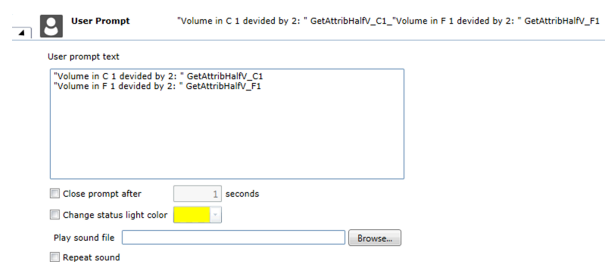 User Prompt "Volume in C 1 devided by 2: " GetAttribHalfV_C1_"Volume in F 1 devided by 2: " GetAttribHalfV_F1
User prompt text
"Volume in C 1 devided by 2: " GetAttribHalfV_C1
"Volume in F 1 devided by 2: " GetAttribHalfV_F1
Close prompt after 1 seconds
Change status light color
Play sound file Browse...
Repeat sound